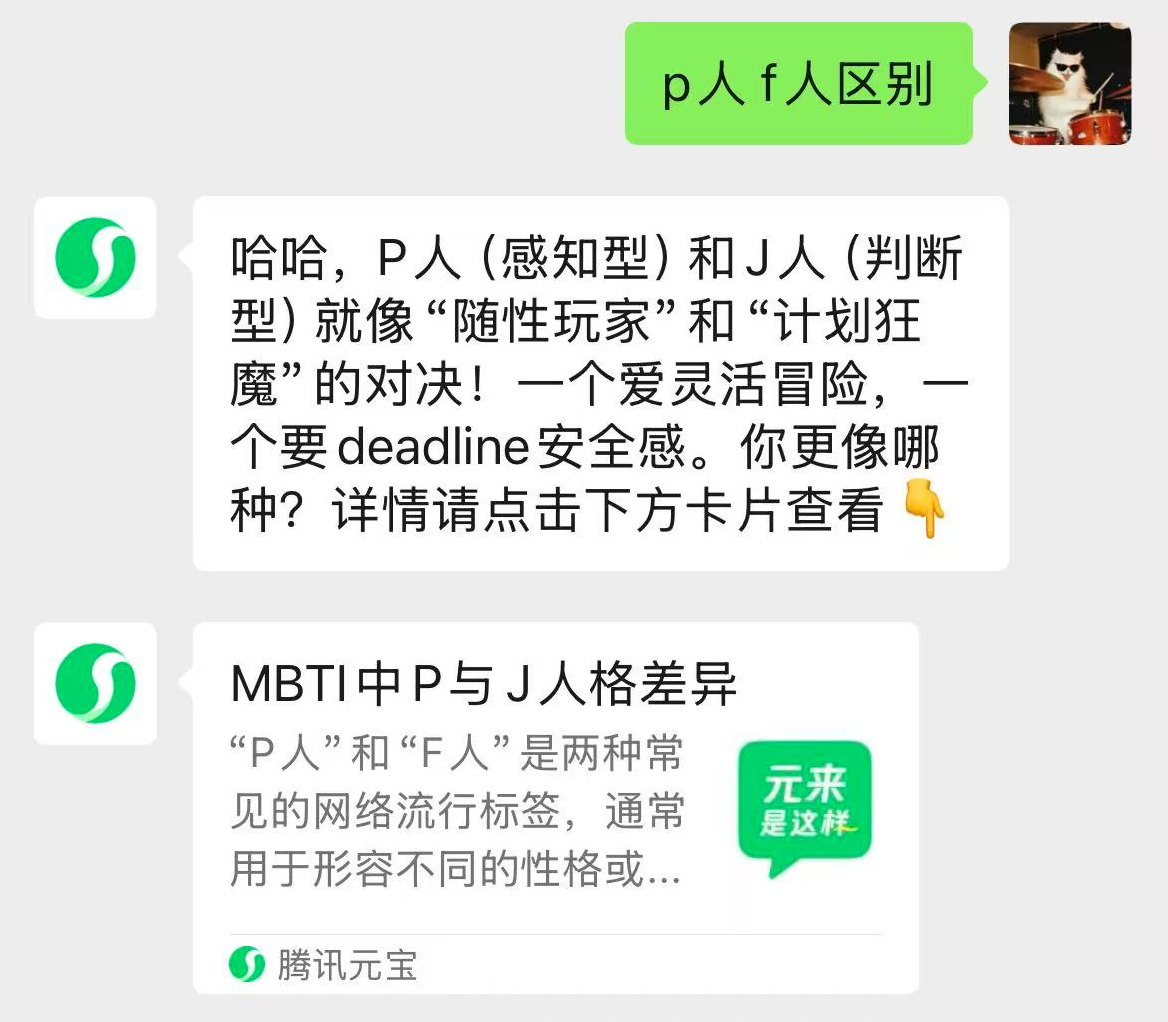 p人 f人区别
哈哈，P人（感知型）和J人（判断
型）就像“随性玩家”和“计划狂
魔”的对决！一个爱灵活冒险，一
个要deadline安全感。你更像哪
种？详情请点击下方卡片查看👇
MBTI中P与J人格差异
“P人”和“F人”是两种常
见的网络流行标签，通常
用于形容不同的性格或...
元来
是这样
腾讯元宝